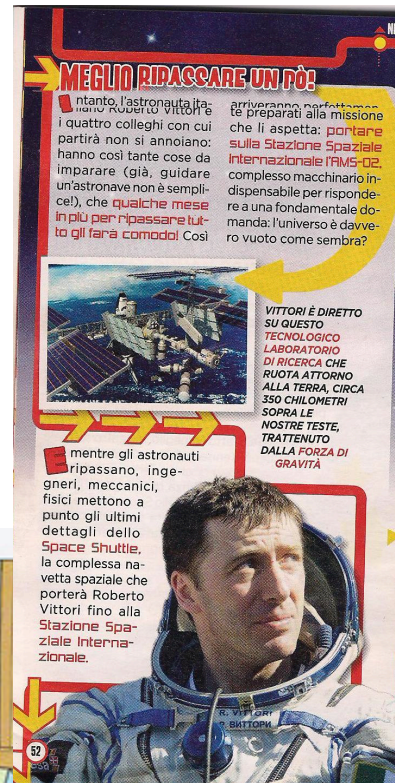 MEGLIO RIPASSARE UN PÒ!
Intanto, l'astronauta ita-
liano Roberto Vittori e
i quattro colleghi con cui
partirà non si annoiano:
hanno così tante cose da
imparare (già, guidare
un'astronave non è sempli-
ce!), che qualche mese
in più per ripassare tut-
to gli farà comodo! Così
arriveranno perfettamen-
te preparati alla missione
che li aspetta: portare
sulla Stazione Spaziale
Internazionale l'AMS-02,
complesso macchinario in-
dispensabile per risponde-
re a una fondamentale do-
manda: l'universo è davve-
ro vuoto come sembra?
VITTORI È DIRETTO
SU QUESTO
TECNOLOGICO
LABORATORIO
DI RICERCA CHE
RUOTA ATTORNO
ALLA TERRA, CIRCA
350 CHILOMETRI
SOPRA LE
NOSTRE TESTE,
TRATTENUTO
DALLA FORZA DI
GRAVITÀ
E mentre gli astronauti
ripassano, inge-
gneri, meccanici,
fisici mettono a
punto gli ultimi
dettagli dello
Space Shuttle,
la complessa na-
vetta spaziale che
porterà Roberto
Vittori fino alla
Stazione Spa-
ziale Interna-
zionale.
R. VITTORI
Р. ВИТТОРИ
52
esa